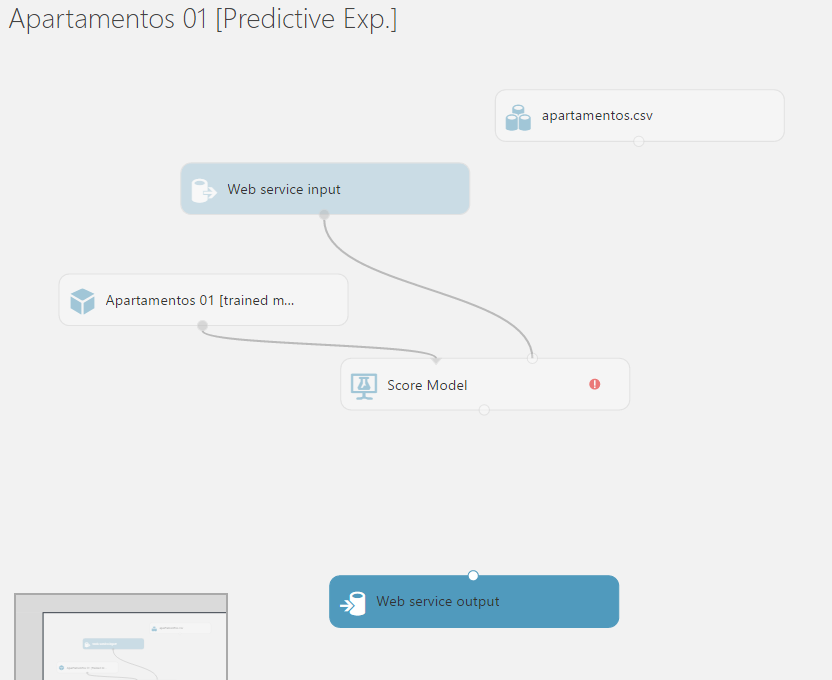 Apartamentos 01 [Predictive Exp.]
apartamentos.csv
Web service input
Apartamentos 01 [trained m...
Score Model
Web service output